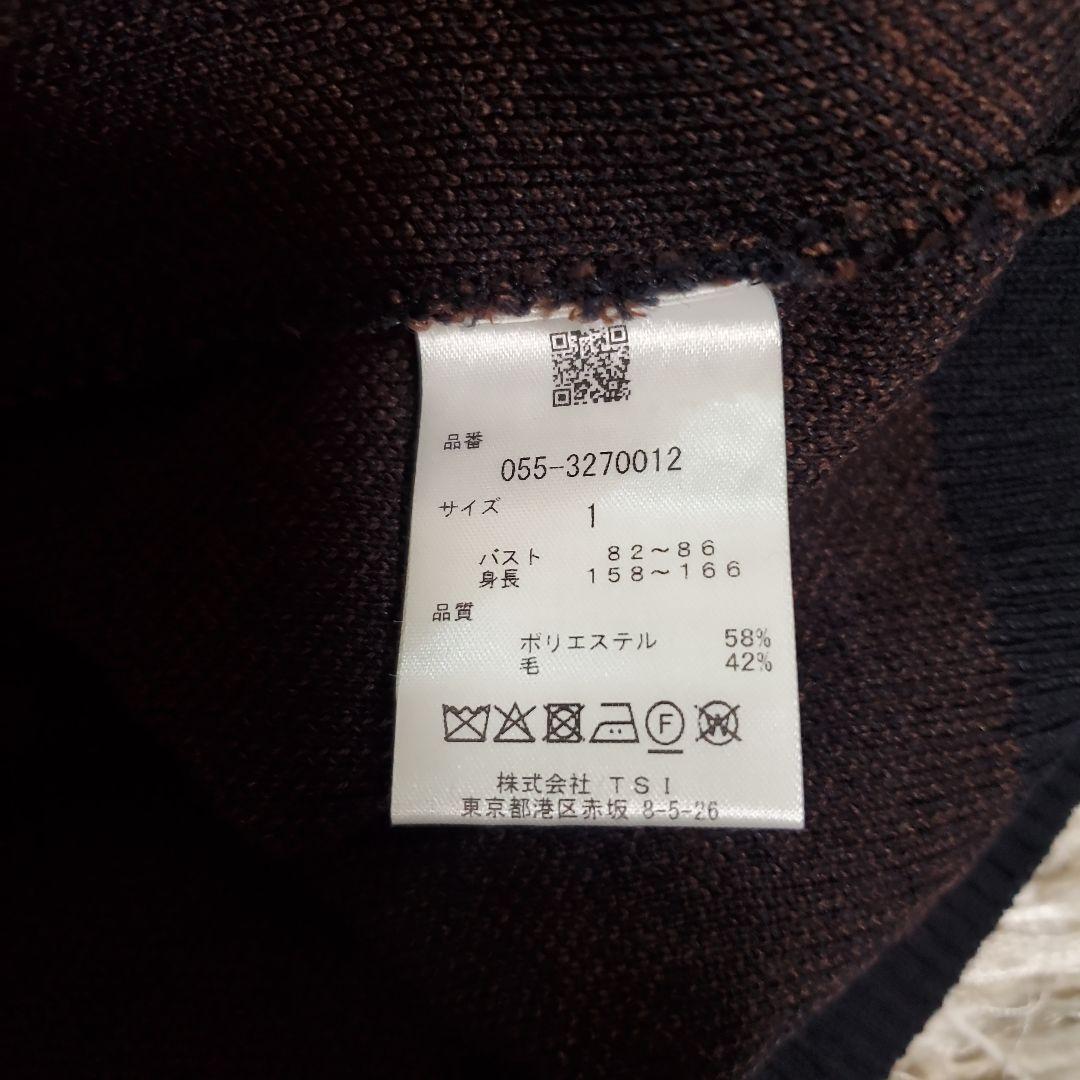 品番
055-3270012
サイズ 1
バスト 82～86
身長 158～166
品質
ポリエステル 58%
毛 42%
F W
株式会社 TSI
東京都港区赤坂 8-5-26